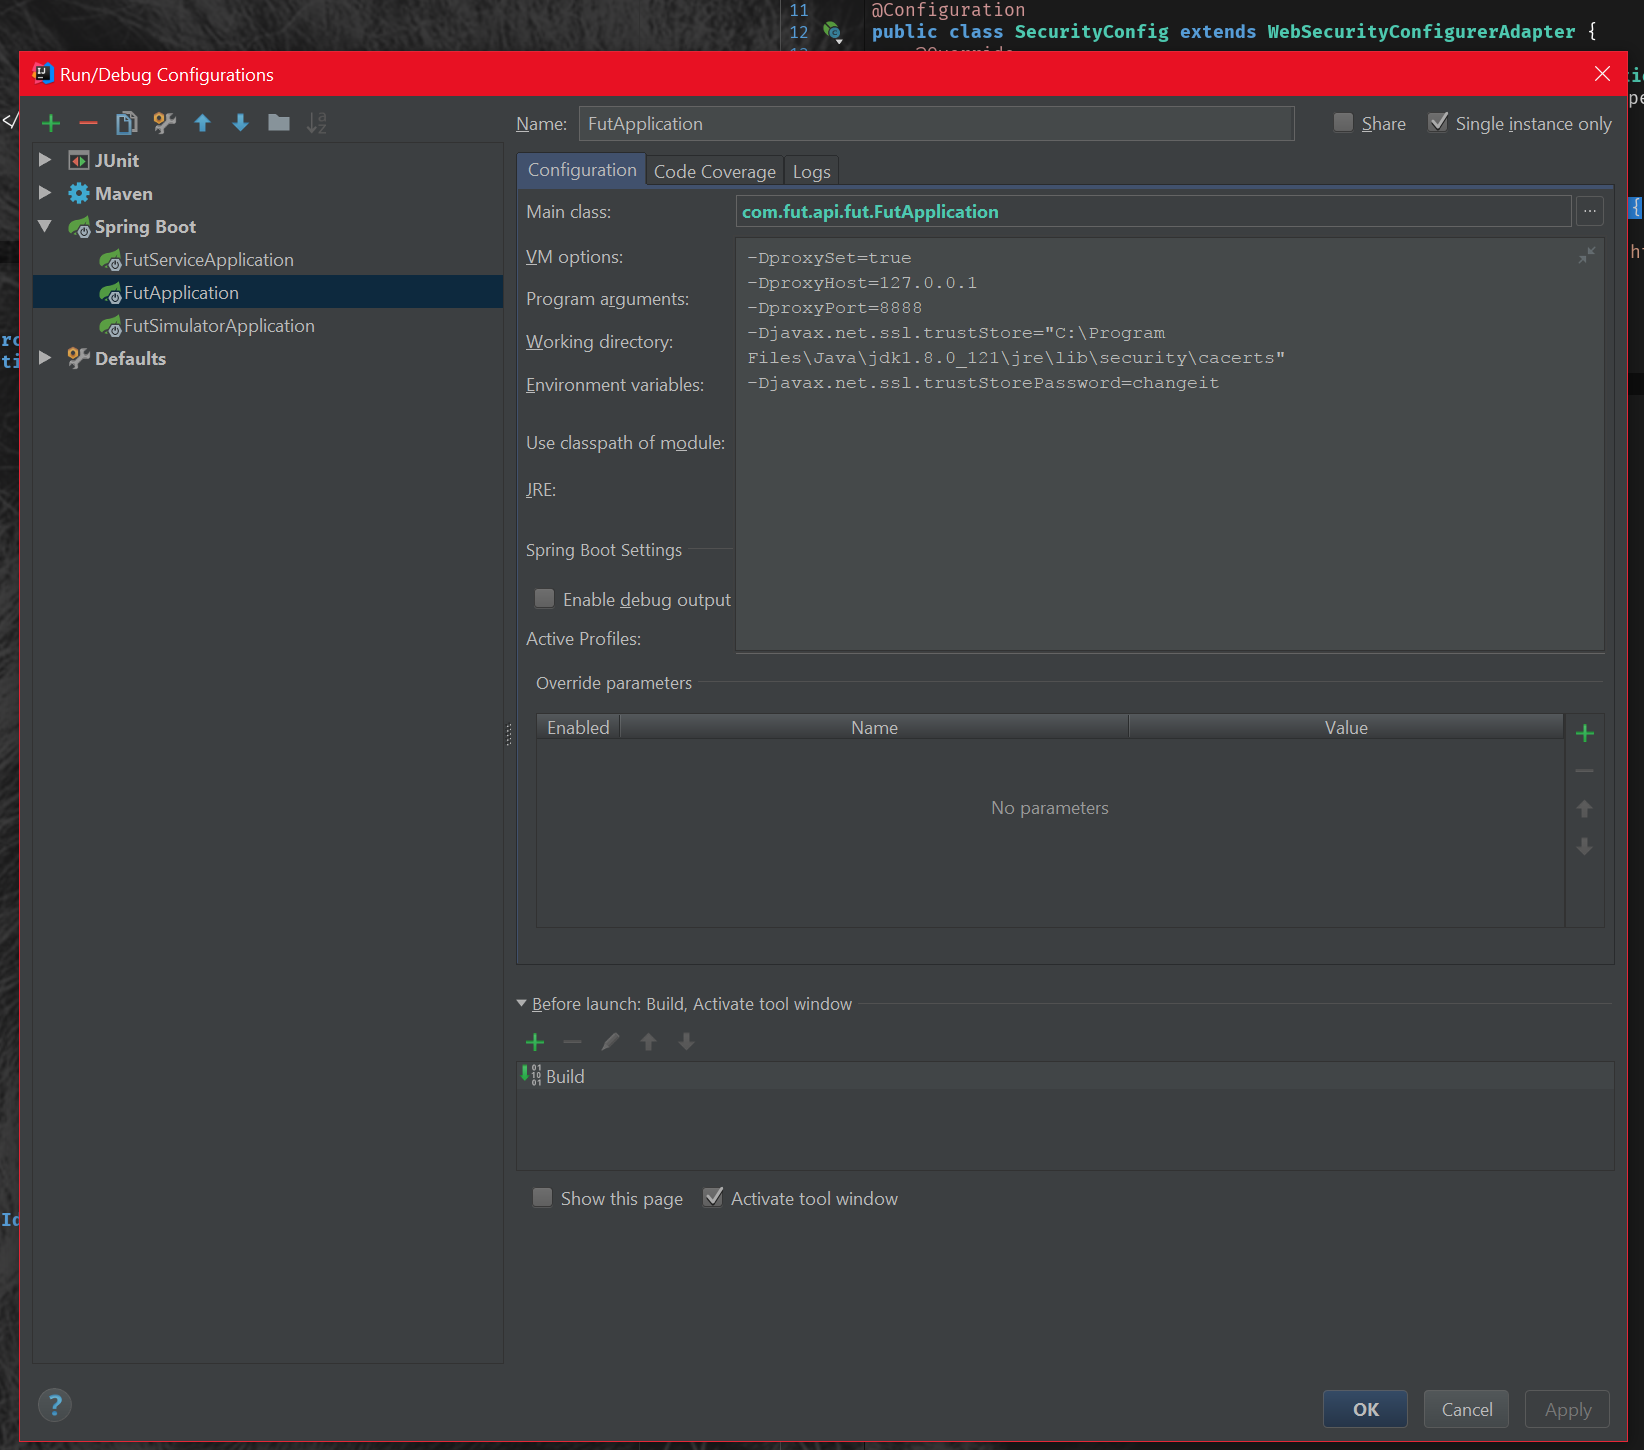 11 @Configuration
12 public class SecurityConfig extends WebSecurityConfigurerAdapter {
Run/Debug Configurations
Name: FutApplication
Share
Single instance only
JUnit
Maven
Spring Boot
FutServiceApplication
FutApplication
FutSimulatorApplication
Defaults
Configuration
Code Coverage
Logs
Main class: com.fut.api.fut.FutApplication
...
VM options:
-DproxySet=true
-DproxyHost=127.0.0.1
-DproxyPort=8888
-Djavax.net.ssl.trustStore="C:\Program
Files\Java\jdk1.8.0_121\jre\lib\security\cacerts"
-Djavax.net.ssl.trustStorePassword=changeit
Program arguments:
Working directory:
Environment variables:
Use classpath of module:
JRE:
Spring Boot Settings
Enable debug output
Active Profiles:
Override parameters
Enabled Name Value
No parameters
Before launch: Build, Activate tool window
Build
Show this page
Activate tool window
?
OK
Cancel
Apply